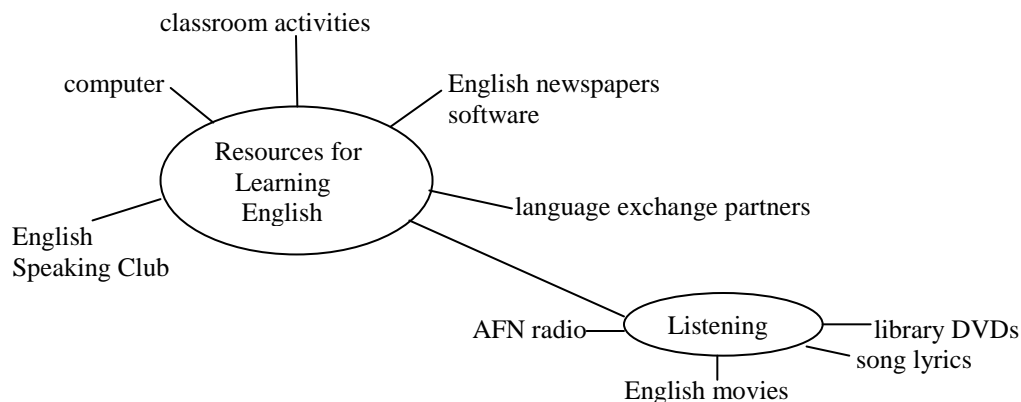 classroom activities
computer
English newspapers
software
Resources for
Learning
English
language exchange partners
English
Speaking Club
AFN radio
Listening
library DVDs
song lyrics
English movies